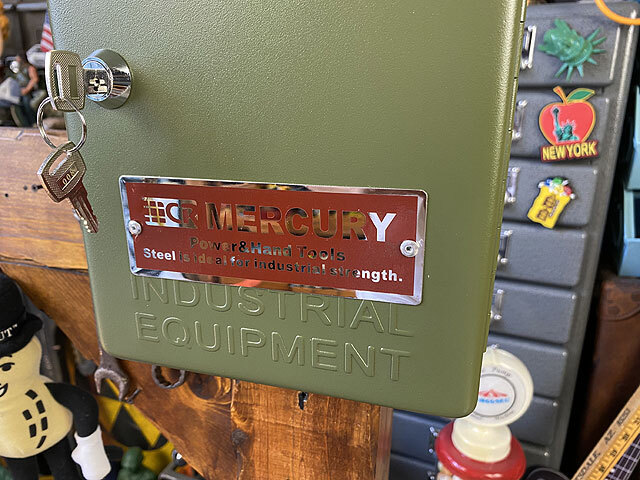 MERCURY
Power&Hand Tools
Steel is ideal for industrial strength.
INDUSTRIAL
EQUIPMENT
NEW YORK